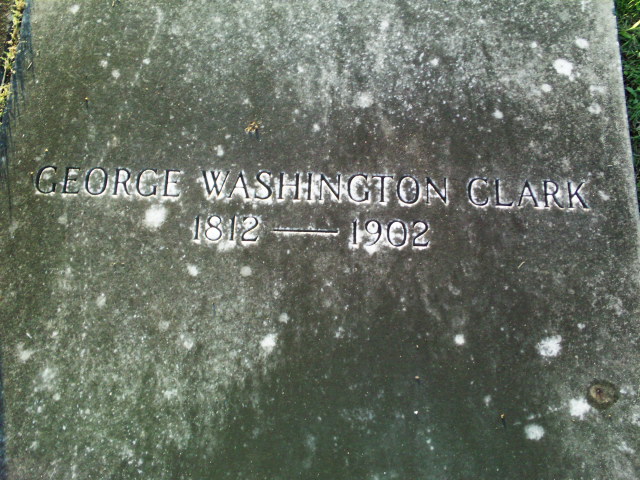 GEORGE WASHINGTON CLARK
1812 — 1902